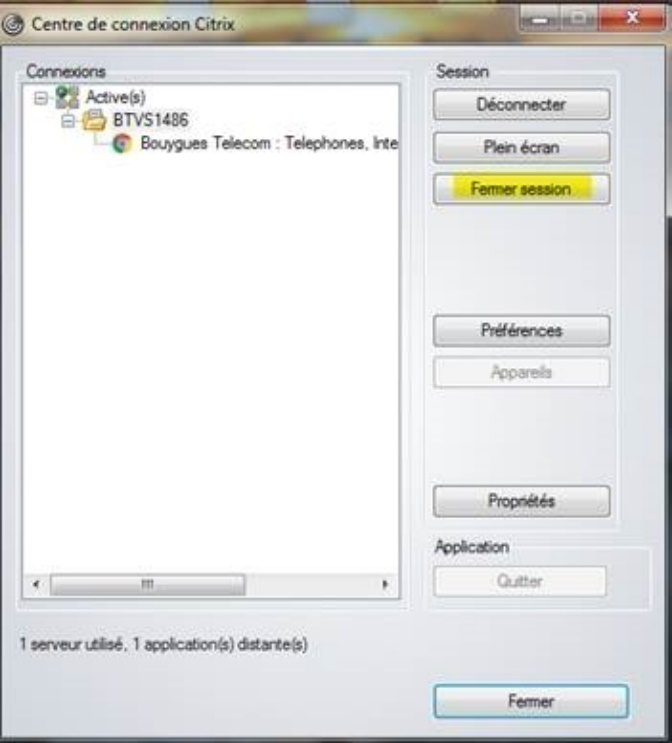 Centre de connexion Citrix
Connexions
Active(s)
BTVS1486
Bouygues Telecom : Telephones, Inte
Session
Déconnecter
Plein écran
Fermer session
Préférences
Appareils
Propriétés
Application
Quitter
1 serveur utilisé, 1 application(s) distante(s)
Fermer